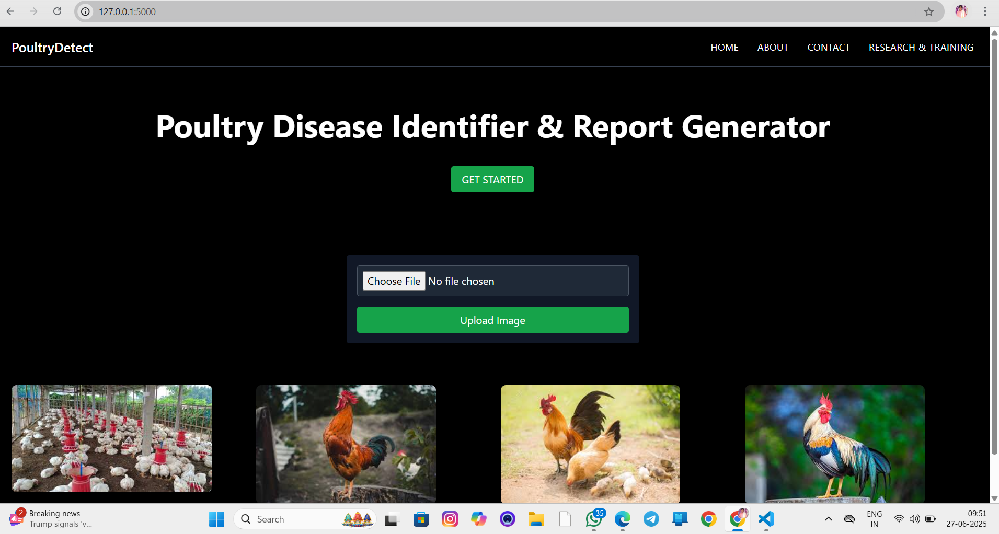 127.0.0.1:5000
PoultryDetect
HOME ABOUT CONTACT RESEARCH & TRAINING
Poultry Disease Identifier & Report Generator
GET STARTED
Choose File No file chosen
Upload Image
2
Breaking news
Trump signals 'v...
Search
35
ENG
IN
09:51
27-06-2025